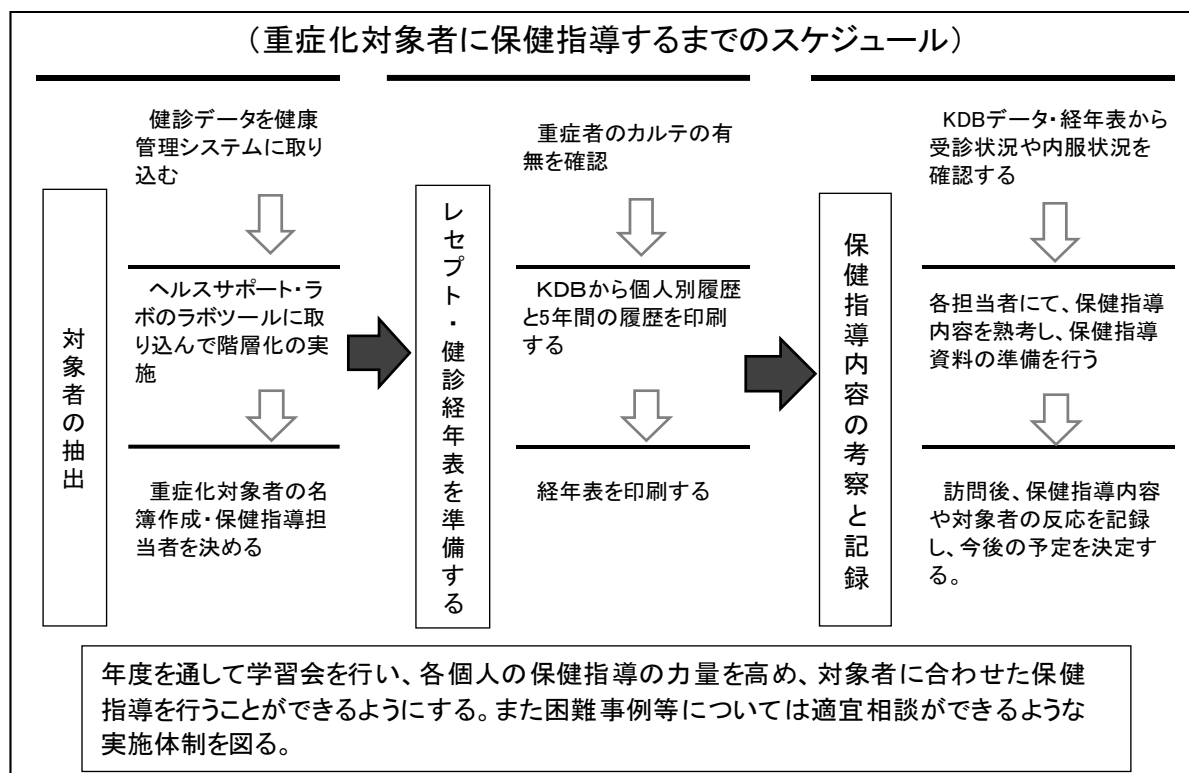 （重症化対象者に保健指導するまでのスケジュール）
対象者の抽出
健診データを健康
管理システムに取り
込む
ヘルスサポート・ラ
ボのラボツールに取
り込んで階層化の実
施
重症化対象者の名
簿作成・保健指導担
当者を決める
レセプト・健診経年表を準備する
重症者のカルテの有
無を確認
KDBから個人別履歴
と5年間の履歴を印刷
する
経年表を印刷する
保健指導内容の考察と記録
KDBデータ・経年表から
受診状況や内服状況を
確認する
各担当者にて、保健指導
内容を熟考し、保健指導
資料の準備を行う
訪問後、保健指導内容
や対象者の反応を記録
し、今後の予定を決定す
る。
年度を通して学習会を行い、各個人の保健指導の力量を高め、対象者に合わせた保健
指導を行うことができるようにする。また困難事例等については適宜相談ができるような
実施体制を図る。